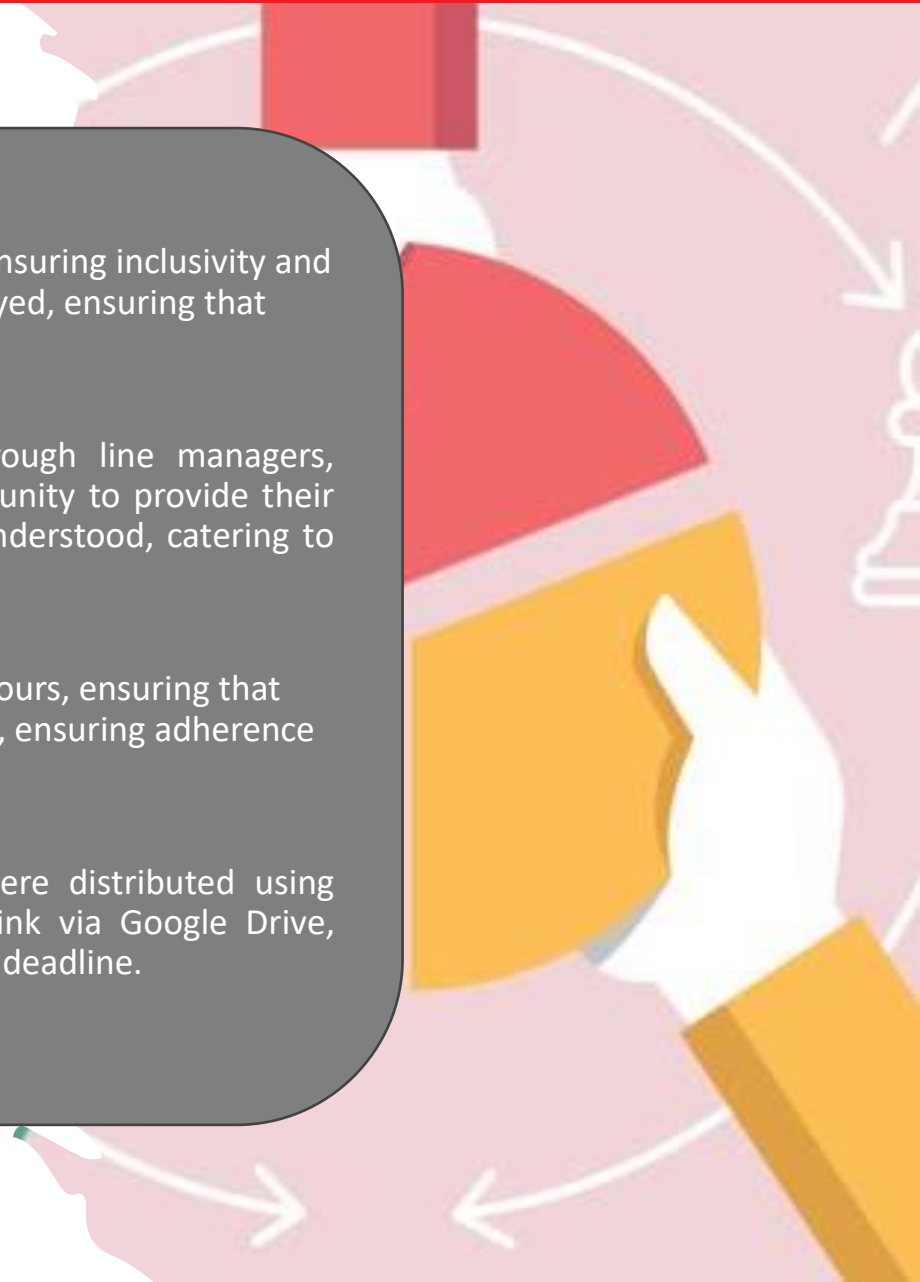 nsuring inclusivity and
yed, ensuring that
rough line managers,
unity to provide their
nderstood, catering to
ours, ensuring that
, ensuring adherence
ere distributed using
ink via Google Drive,
deadline.